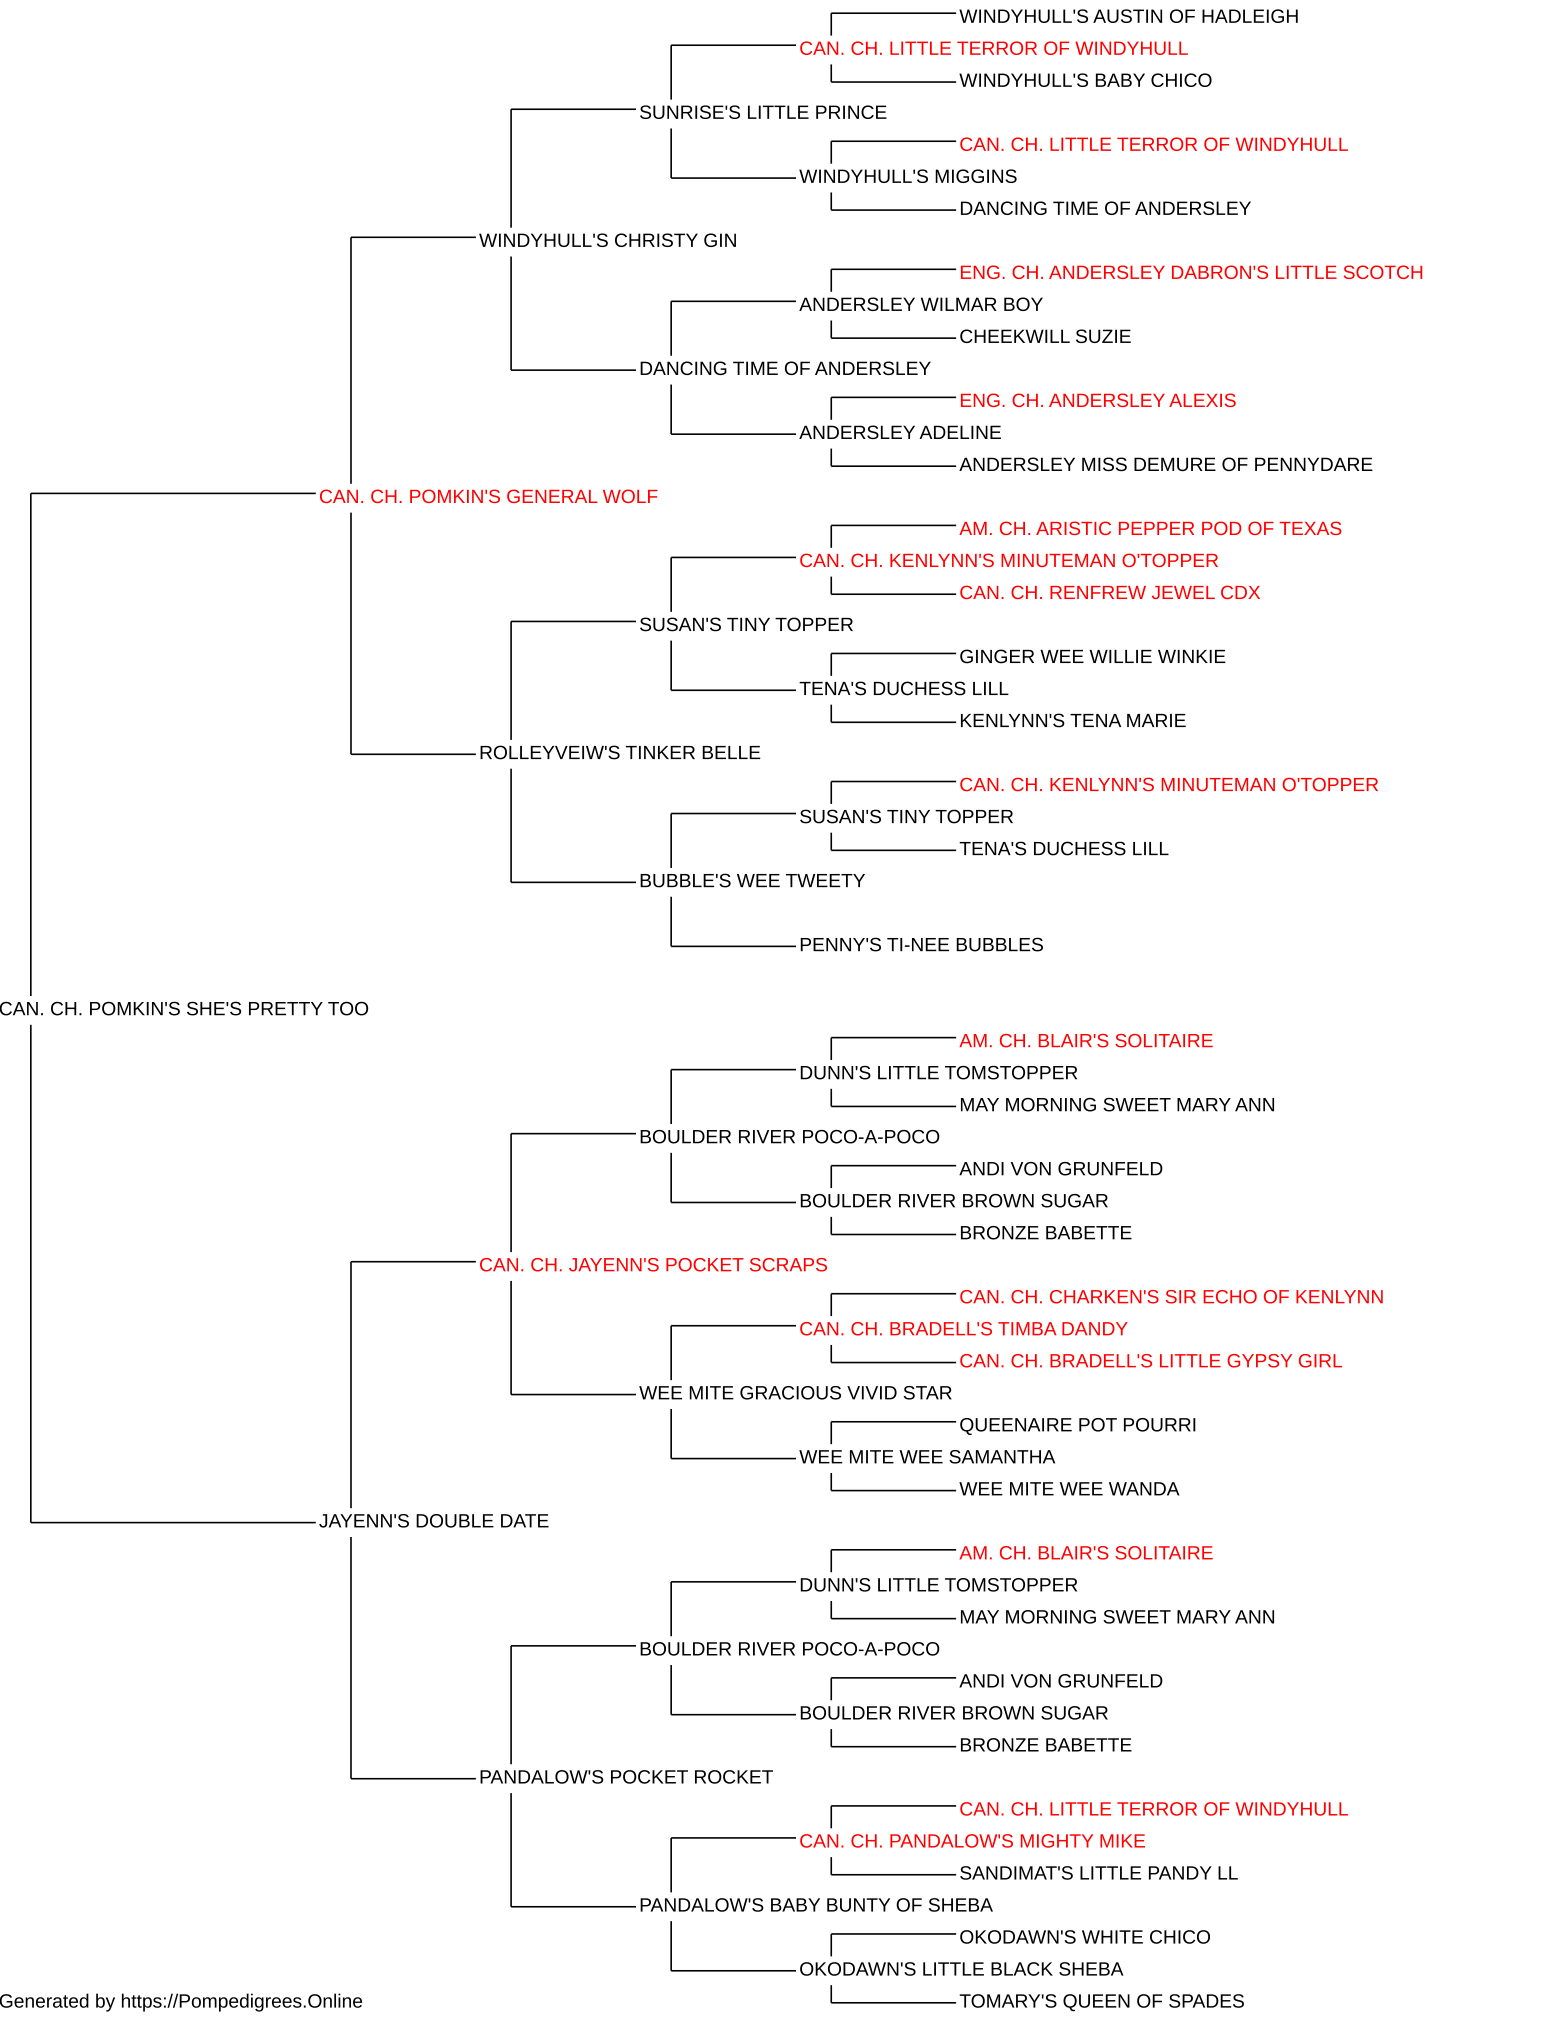 WINDYHULL'S AUSTIN OF HADLEIGH
CAN. CH. LITTLE TERROR OF WINDYHULL
WINDYHULL'S BABY CHICO
SUNRISE'S LITTLE PRINCE
CAN. CH. LITTLE TERROR OF WINDYHULL
WINDYHULL'S MIGGINS
DANCING TIME OF ANDERSLEY
WINDYHULL'S CHRISTY GIN
ENG. CH. ANDERSLEY DABRON'S LITTLE SCOTCH
ANDERSLEY WILMAR BOY
CHEEKWILL SUZIE
DANCING TIME OF ANDERSLEY
ENG. CH. ANDERSLEY ALEXIS
ANDERSLEY ADELINE
ANDERSLEY MISS DEMURE OF PENNYDARE
CAN. CH. POMKIN'S GENERAL WOLF
AM. CH. ARISTIC PEPPER POD OF TEXAS
CAN. CH. KENLYNN'S MINUTEMAN O'TOPPER
CAN. CH. RENFREW JEWEL CDX
SUSAN'S TINY TOPPER
GINGER WEE WILLIE WINKIE
TENA'S DUCHESS LILL
KENLYNN'S TENA MARIE
ROLLEYVEIW'S TINKER BELLE
CAN. CH. KENLYNN'S MINUTEMAN O'TOPPER
SUSAN'S TINY TOPPER
TENA'S DUCHESS LILL
BUBBLE'S WEE TWEETY
PENNY'S TI-NEE BUBBLES
CAN. CH. POMKIN'S SHE'S PRETTY TOO
AM. CH. BLAIR'S SOLITAIRE
DUNN'S LITTLE TOMSTOPPER
MAY MORNING SWEET MARY ANN
BOULDER RIVER POCO-A-POCO
ANDI VON GRUNFELD
BOULDER RIVER BROWN SUGAR
BRONZE BABETTE
CAN. CH. JAYENN'S POCKET SCRAPS
CAN. CH. CHARKEN'S SIR ECHO OF KENLYNN
CAN. CH. BRADELL'S TIMBA DANDY
CAN. CH. BRADELL'S LITTLE GYPSY GIRL
WEE MITE GRACIOUS VIVID STAR
QUEENAIRE POT POURRI
WEE MITE WEE SAMANTHA
WEE MITE WEE WANDA
JAYENN'S DOUBLE DATE
AM. CH. BLAIR'S SOLITAIRE
DUNN'S LITTLE TOMSTOPPER
MAY MORNING SWEET MARY ANN
BOULDER RIVER POCO-A-POCO
ANDI VON GRUNFELD
BOULDER RIVER BROWN SUGAR
BRONZE BABETTE
PANDALOW'S POCKET ROCKET
CAN. CH. LITTLE TERROR OF WINDYHULL
CAN. CH. PANDALOW'S MIGHTY MIKE
SANDIMAT'S LITTLE PANDY LL
PANDALOW'S BABY BUNTY OF SHEBA
OKODAWN'S WHITE CHICO
OKODAWN'S LITTLE BLACK SHEBA
TOMARY'S QUEEN OF SPADES
Generated by https://Pompedigrees.Online